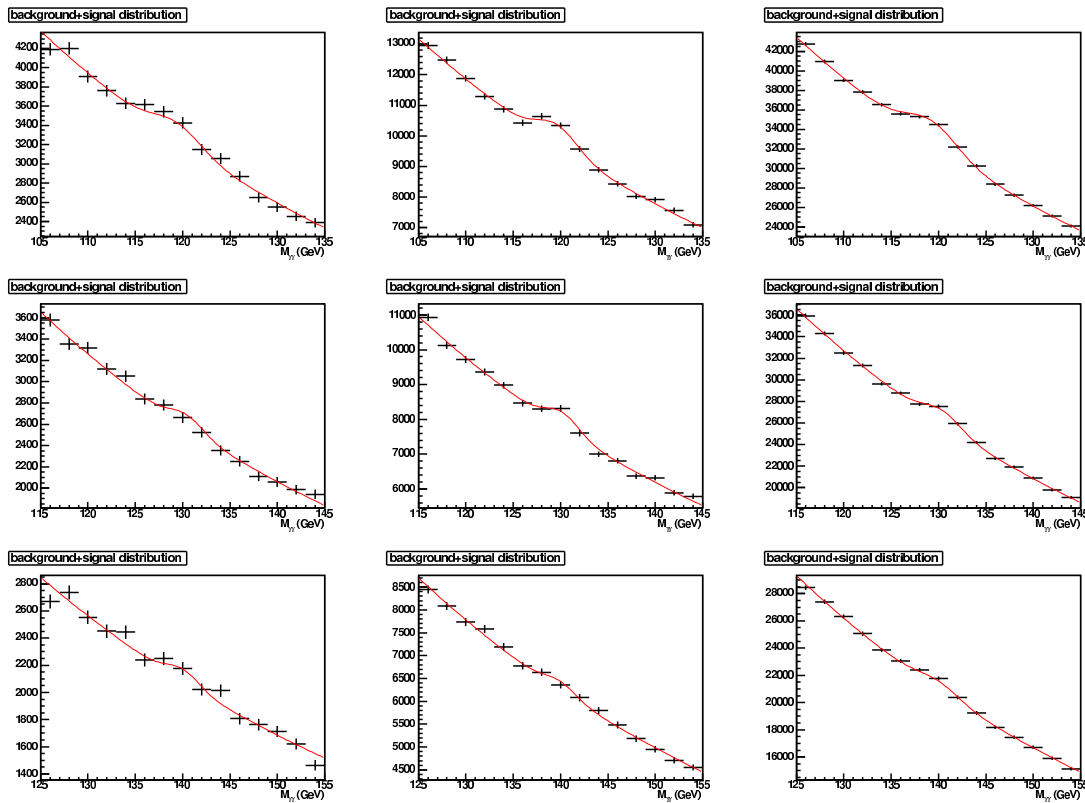 background+signal distribution
4200
4000
3800
3600
3400
3200
3000
2800
2600
2400
105 110 115 120 125 130 135
Mγγ (GeV)
background+signal distribution
13000
12000
11000
10000
9000
8000
7000
105 110 115 120 125 130 135
Mγγ (GeV)
background+signal distribution
42000
40000
38000
36000
34000
32000
30000
28000
26000
24000
105 110 115 120 125 130 135
Mγγ (GeV)
background+signal distribution
3600
3400
3200
3000
2800
2600
2400
2200
2000
115 120 125 130 135 140 145
Mγγ (GeV)
background+signal distribution
11000
10000
9000
8000
7000
6000
115 120 125 130 135 140 145
Mγγ (GeV)
background+signal distribution
36000
34000
32000
30000
28000
26000
24000
22000
20000
115 120 125 130 135 140 145
Mγγ (GeV)
background+signal distribution
2800
2600
2400
2200
2000
1800
1600
1400
125 130 135 140 145 150 155
Mγγ (GeV)
background+signal distribution
8500
8000
7500
7000
6500
6000
5500
5000
4500
125 130 135 140 145 150 155
Mγγ (GeV)
background+signal distribution
28000
26000
24000
22000
20000
18000
16000
125 130 135 140 145 150 155
Mγγ (GeV)